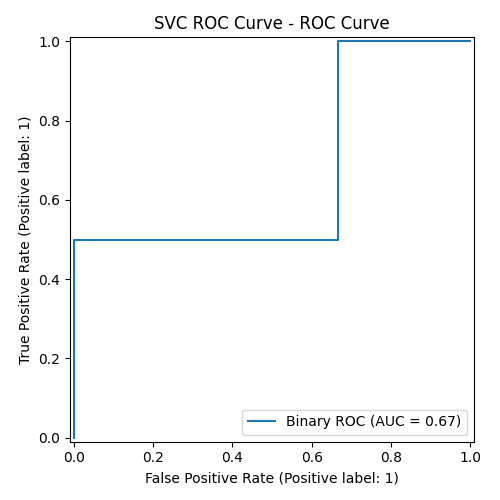 SVC ROC Curve - ROC Curve
True Positive Rate (Positive label: 1)
1.0
0.8
0.6
0.4
0.2
0.0
Binary ROC (AUC = 0.67)
0.0 0.2 0.4 0.6 0.8 1.0
False Positive Rate (Positive label: 1)